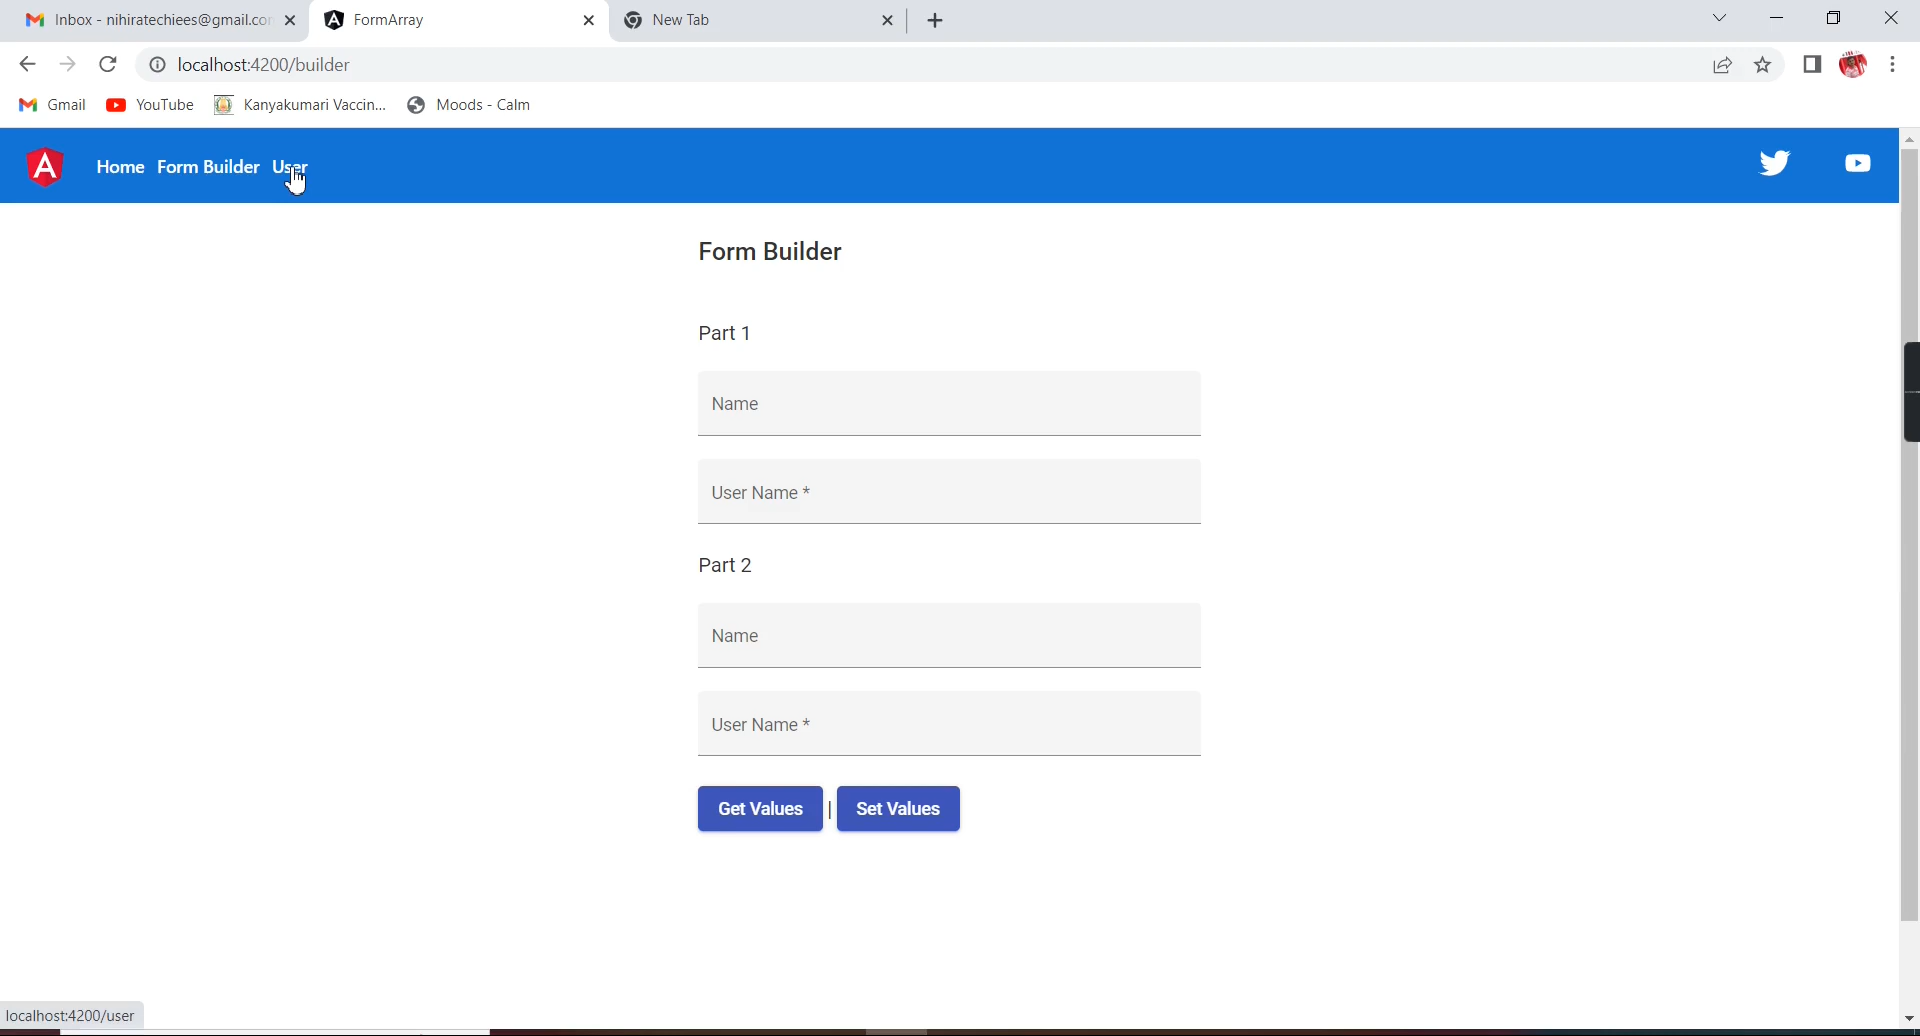 Inbox - nihiratechiees@gmail.co
FormArray
New Tab
localhost:4200/builder
Gmail
YouTube
Kanyakumari Vaccin...
Moods - Calm
A
Home Form Builder User
Form Builder
Part 1
Name
User Name *
Part 2
Name
User Name *
Get Values | Set Values
localhost:4200/user